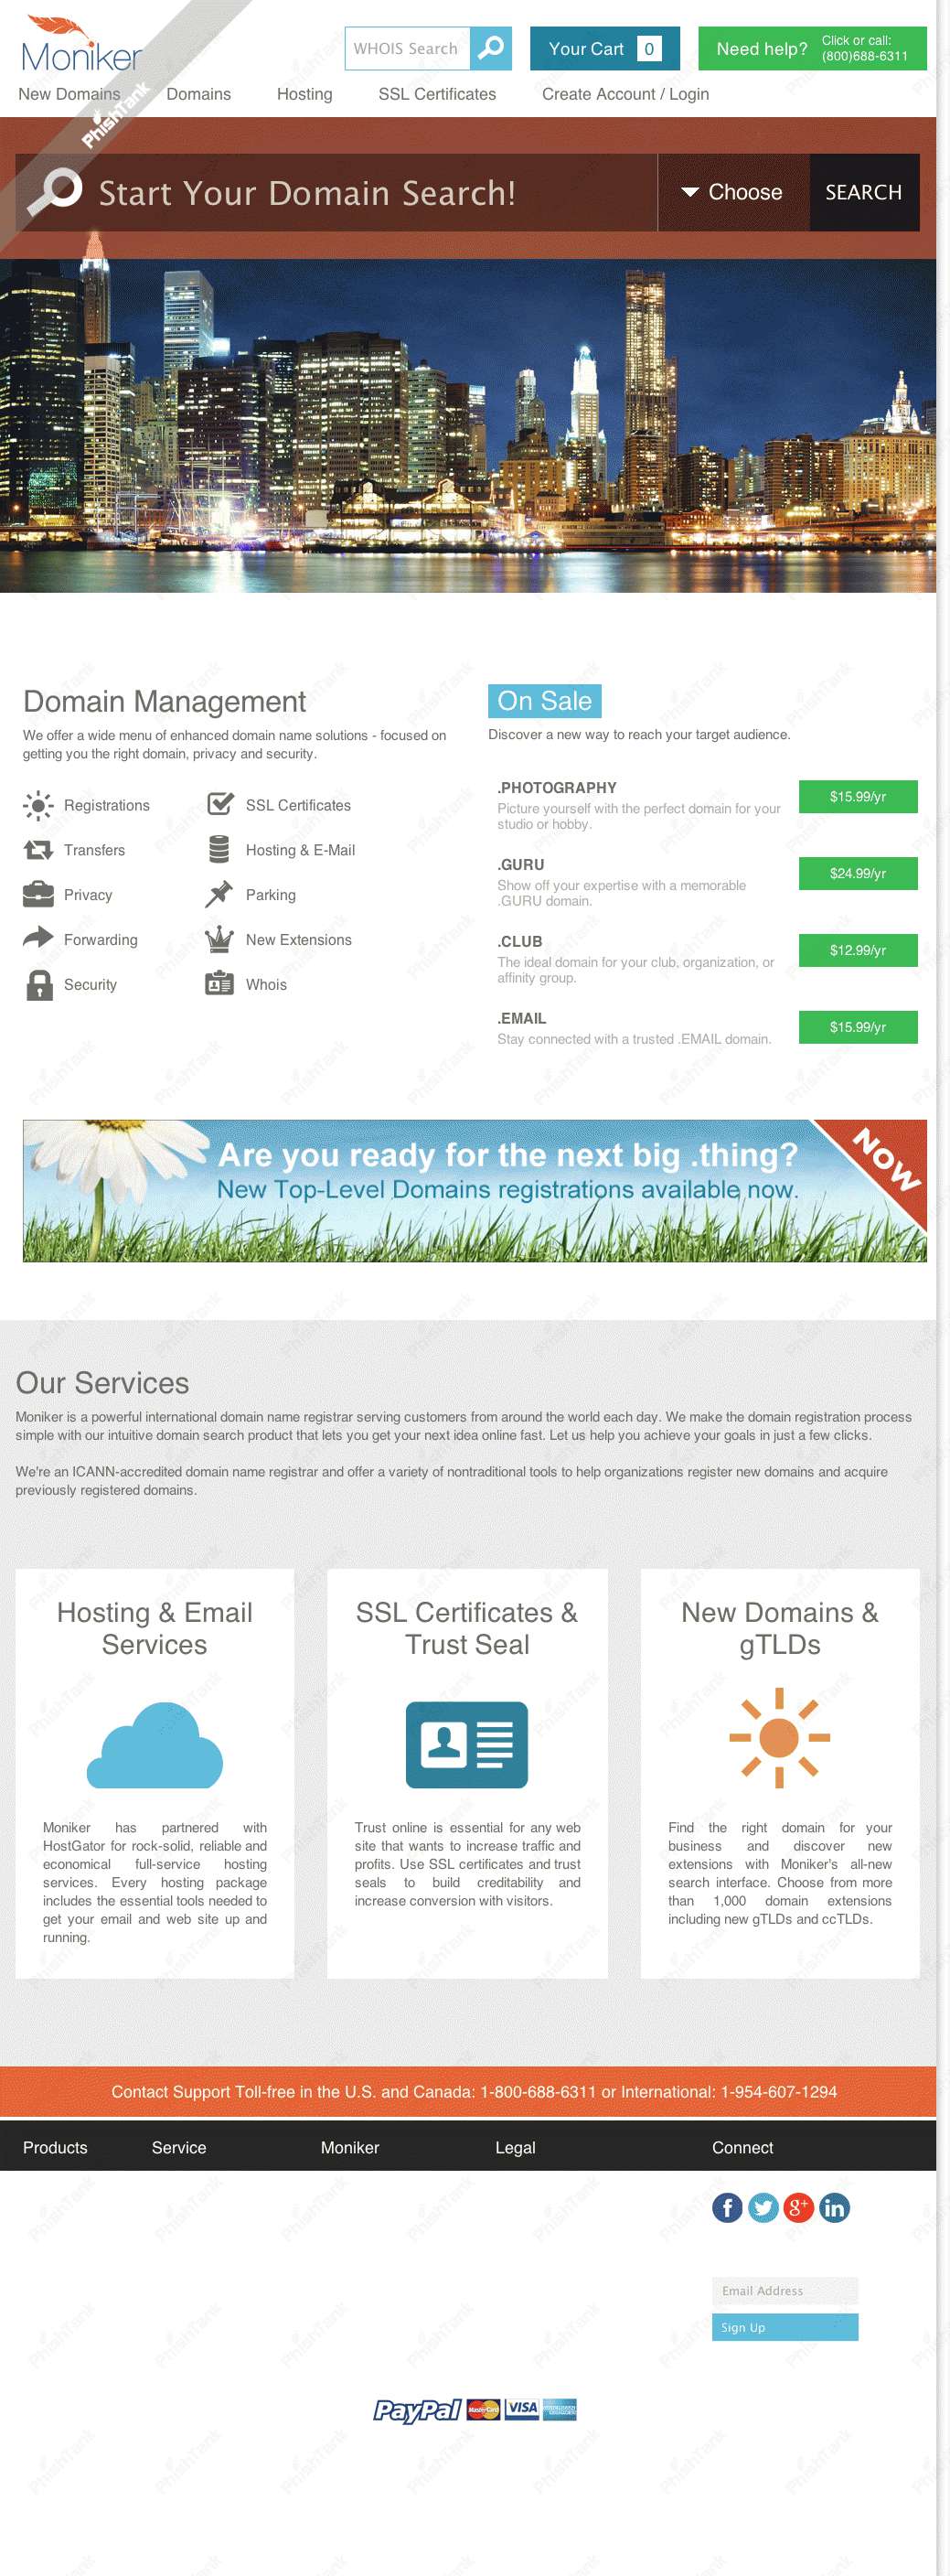 Moniker
WHOIS Search
Your Cart 0
Need help?
Click or call:
(800)688-6311
New Domains
Domains
Hosting
SSL Certificates
Create Account / Login
PhishTank
Start Your Domain Search!
Choose
SEARCH
Domain Management
We offer a wide menu of enhanced domain name solutions - focused on
getting you the right domain, privacy and security.
Registrations
SSL Certificates
Transfers
Hosting & E-Mail
Privacy
Parking
Forwarding
New Extensions
Security
Whois
On Sale
Discover a new way to reach your target audience.
.PHOTOGRAPHY
Picture yourself with the perfect domain for your
studio or hobby.
$15.99/yr
.GURU
Show off your expertise with a memorable
.GURU domain.
$24.99/yr
.CLUB
The ideal domain for your club, organization, or
affinity group.
$12.99/yr
.EMAIL
Stay connected with a trusted .EMAIL domain.
$15.99/yr
Are you ready for the next big .thing?
New Top-Level Domains registrations available now.
NOW
Our Services
Moniker is a powerful international domain name registrar serving customers from around the world each day. We make the domain registration process
simple with our intuitive domain search product that lets you get your next idea online fast. Let us help you achieve your goals in just a few clicks.
We're an ICANN-accredited domain name registrar and offer a variety of nontraditional tools to help organizations register new domains and acquire
previously registered domains.
Hosting & Email
Services
Moniker has partnered with
HostGator for rock-solid, reliable and
economical full-service hosting
services. Every hosting package
includes the essential tools needed to
get your email and web site up and
running.
SSL Certificates &
Trust Seal
Trust online is essential for any web
site that wants to increase traffic and
profits. Use SSL certificates and trust
seals to build creditability and
increase conversion with visitors.
New Domains &
gTLDs
Find the right domain for your
business and discover new
extensions with Moniker's all-new
search interface. Choose from more
than 1,000 domain extensions
including new gTLDs and ccTLDs.
Contact Support Toll-free in the U.S. and Canada: 1-800-688-6311 or International: 1-954-607-1294
Products
Service
Moniker
Legal
Connect
f
g+
in
Email Address
Sign Up
PayPal
MasterCard
VISA